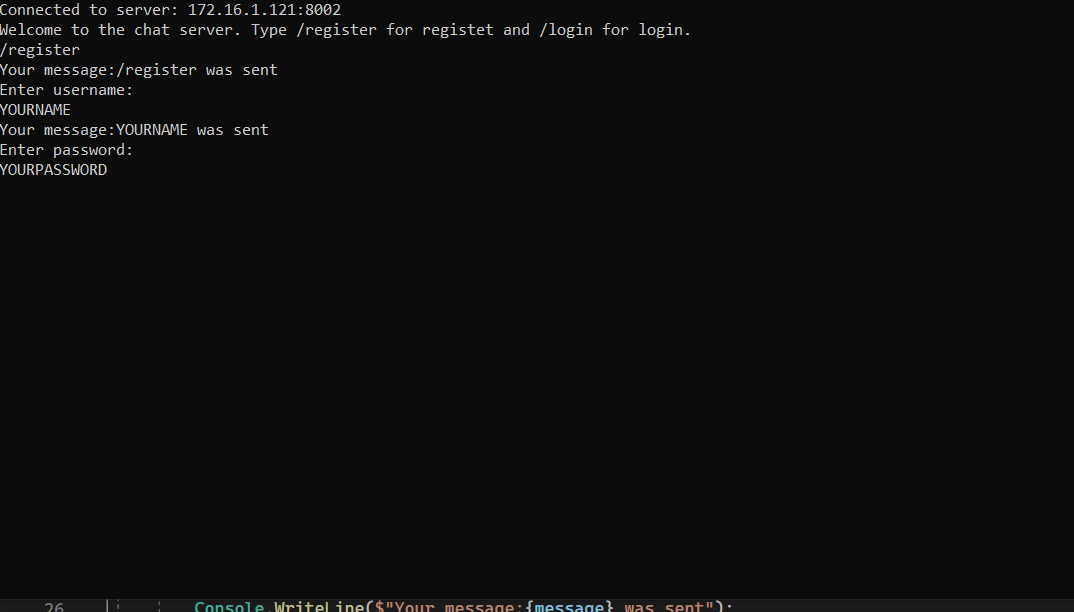 Connected to server: 172.16.1.121:8002
Welcome to the chat server. Type /register for registet and /login for login.
/register
Your message:/register was sent
Enter username:
YOURNAME
Your message:YOURNAME was sent
Enter password:
YOURPASSWORD
26 Console.WriteLine($"Your message:{message} was sent");